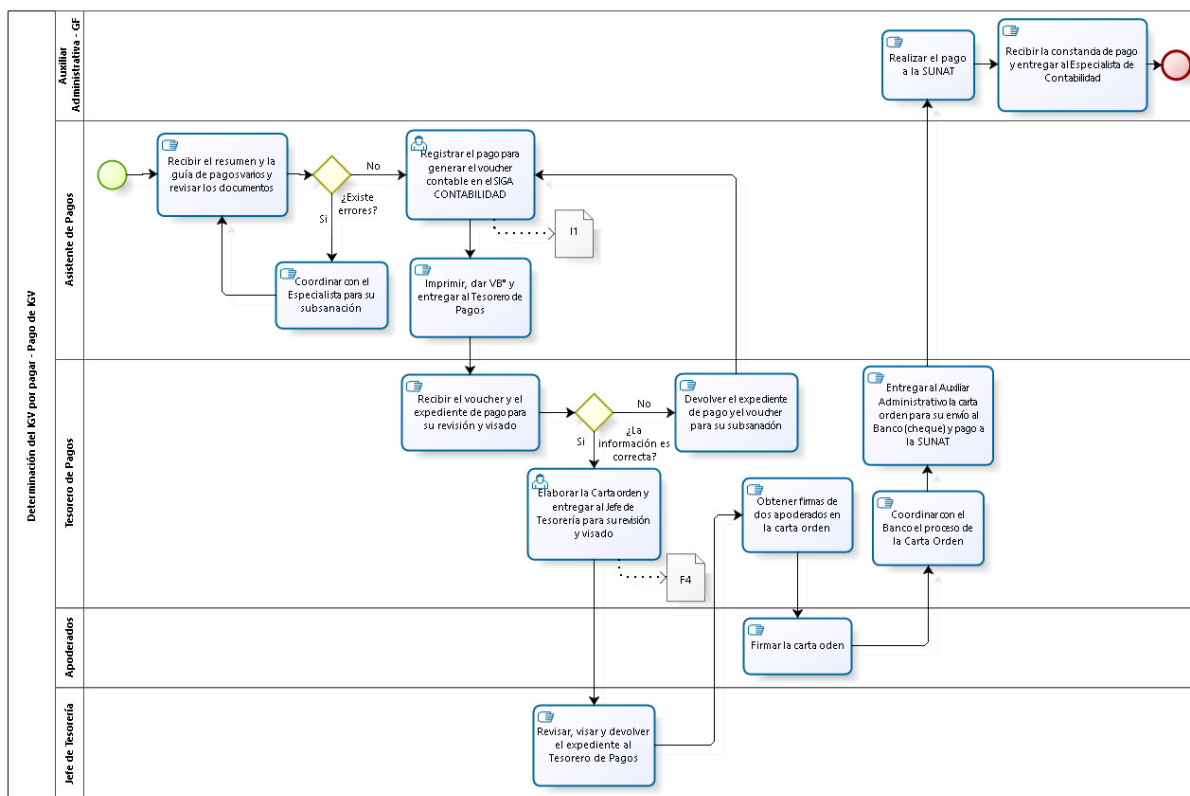 Determinación del IGV por pagar - Pago de IGV
Auxiliar
Administrativa - GF
Realizar el pago
a la SUNAT
Recibir la constancia de pago
y entregar al Especialista de
Contabilidad
Asistente de Pagos
Recibir el resumen y la
guía de pagos varios y
revisar los documentos
¿Existe
errores?
No
Si
Coordinar con el
Especialista para su
subsanación
Registrar el pago para
generar el voucher
contable en el SIGA
CONTABILIDAD
I1
Imprimir, dar VB° y
entregar al Tesorero de
Pagos
Tesorero de Pagos
Recibir el voucher y el
expediente de pago para
su revisión y visado
¿La
información es
correcta?
No
Si
Devolver el expediente
de pago y el voucher
para su subsanación
Elaborar la Carta orden y
entregar al Jefe de
Tesorería para su revisión
y visado
F4
Obtener firmas de
dos apoderados en
la carta orden
Entregar al Auxiliar
Administrativo la carta
orden para su envío al
Banco (cheque) y pago a
la SUNAT
Coordinar con el
Banco el proceso de
la Carta Orden
Apoderados
Firmar la carta oden
Jefe de Tesorería
Revisar, visar y devolver
el expediente al
Tesorero de Pagos